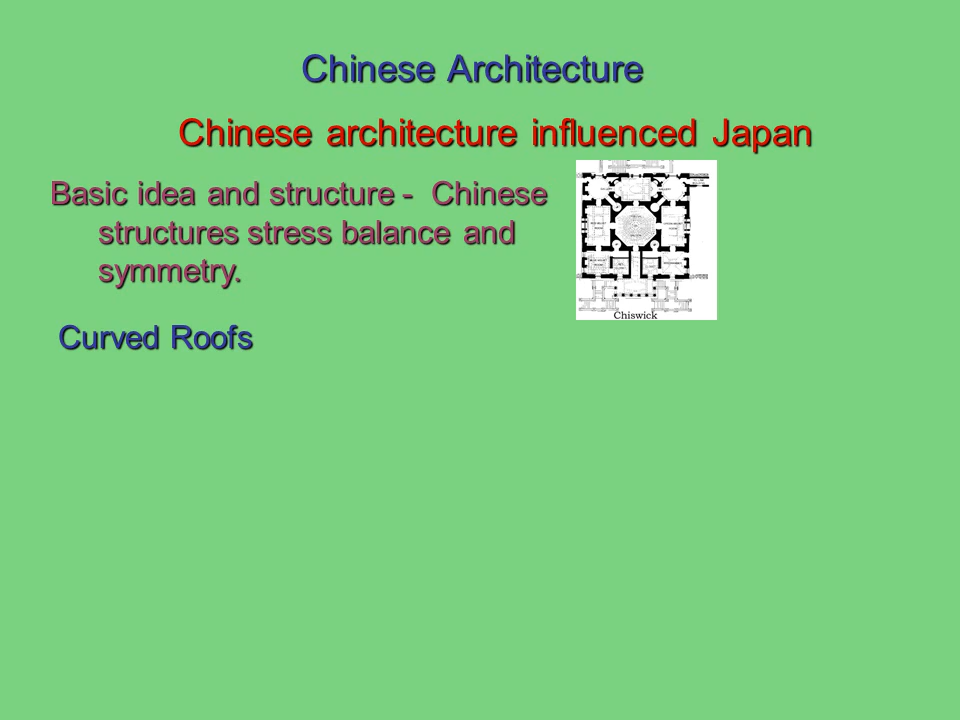 Chinese Architecture
Chinese architecture influenced Japan
Basic idea and structure - Chinese
structures stress balance and
symmetry.
Chiswick
Curved Roofs